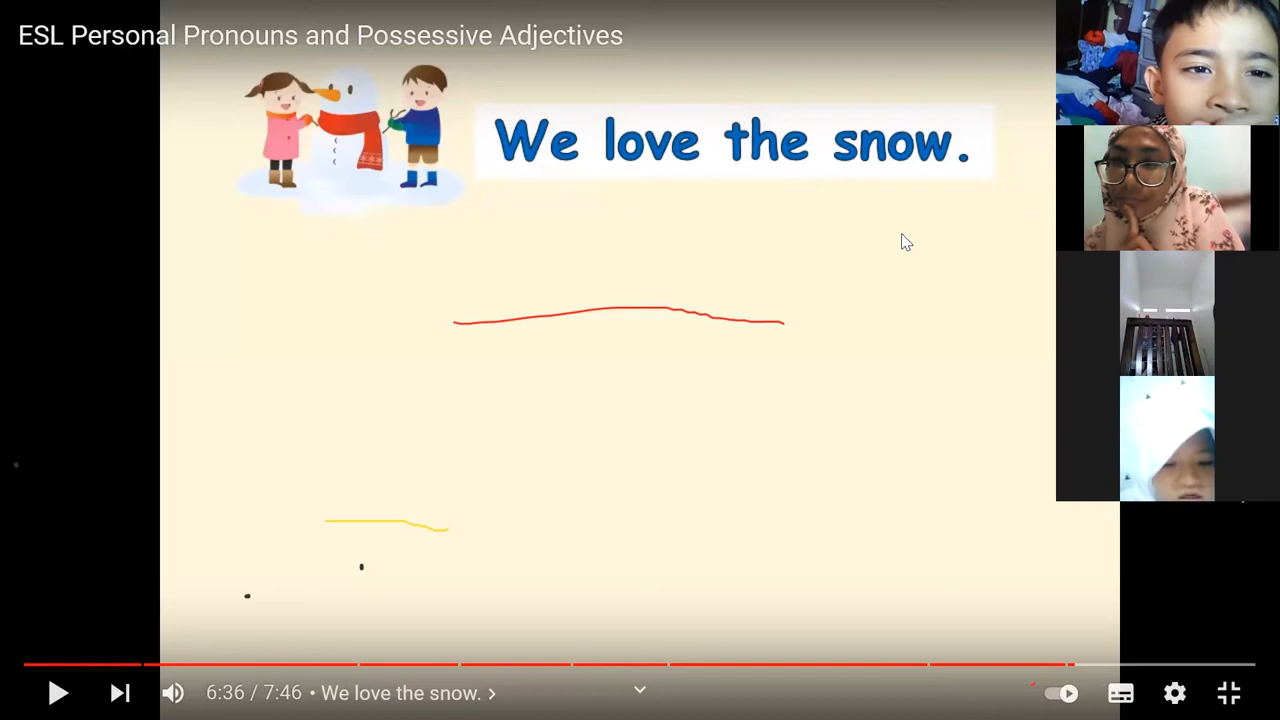 ESL Personal Pronouns and Possessive Adjectives
We love the snow.
6:36 / 7:46 • We love the snow. >